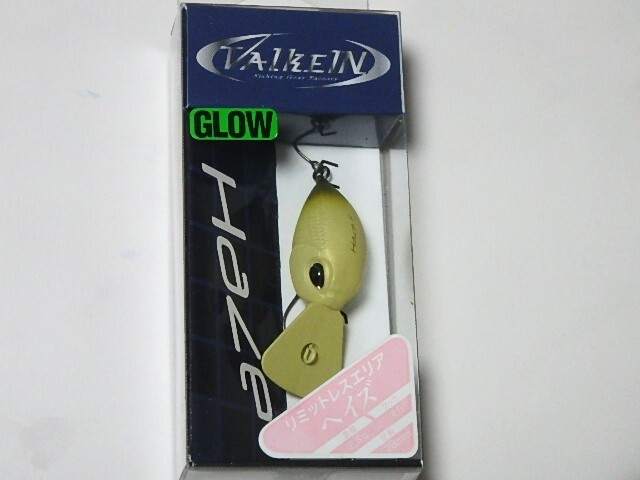 VALKEIN
Fishing Gear Factory
GLOW
Haze
リミットレスエリア
ヘイズ